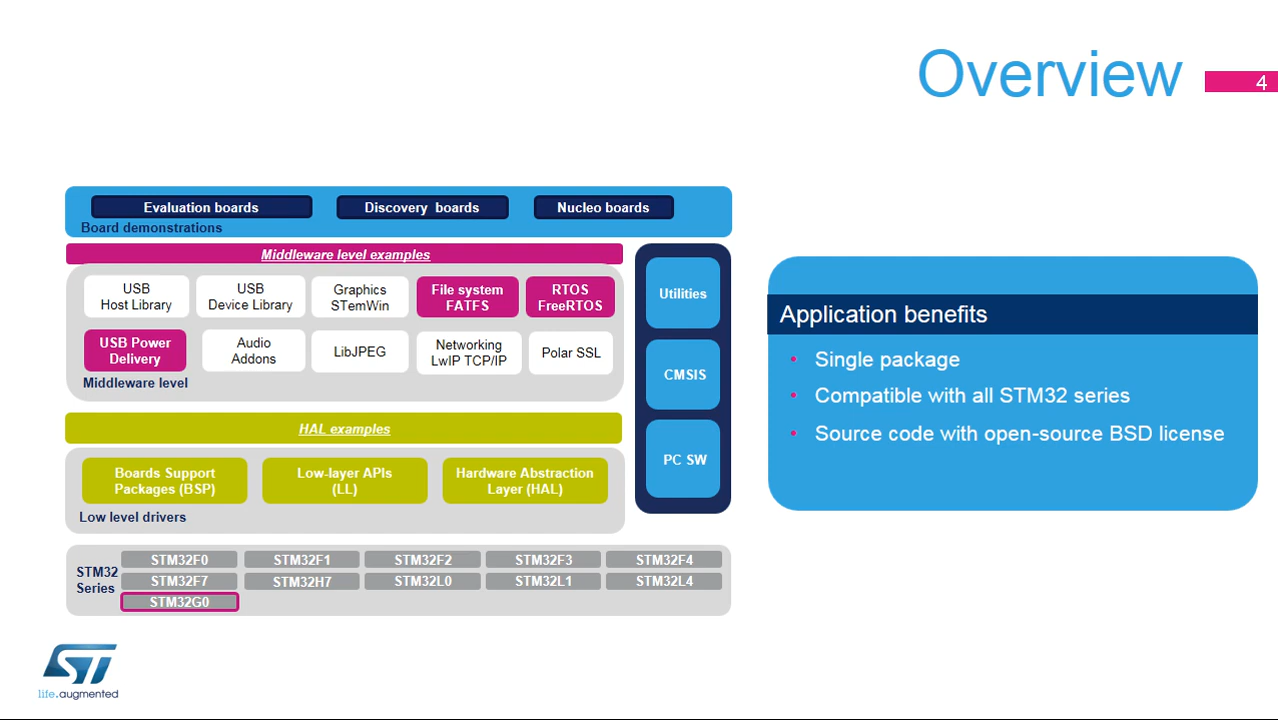 Overview
4
Evaluation boards
Discovery boards
Nucleo boards
Board demonstrations
Middleware level examples
USB
Host Library
USB
Device Library
Graphics
STemWin
File system
FATFS
RTOS
FreeRTOS
USB Power
Delivery
Audio
Addons
LibJPEG
Networking
LwIP TCP/IP
Polar SSL
Middleware level
HAL examples
Boards Support
Packages (BSP)
Low-layer APIs
(LL)
Hardware Abstraction
Layer (HAL)
Low level drivers
Utilities
CMSIS
PC SW
STM32
Series
STM32F0
STM32F1
STM32F2
STM32F3
STM32F4
STM32F7
STM32H7
STM32L0
STM32L1
STM32L4
STM32G0
Application benefits
• Single package
• Compatible with all STM32 series
• Source code with open-source BSD license
ST
life.augmented